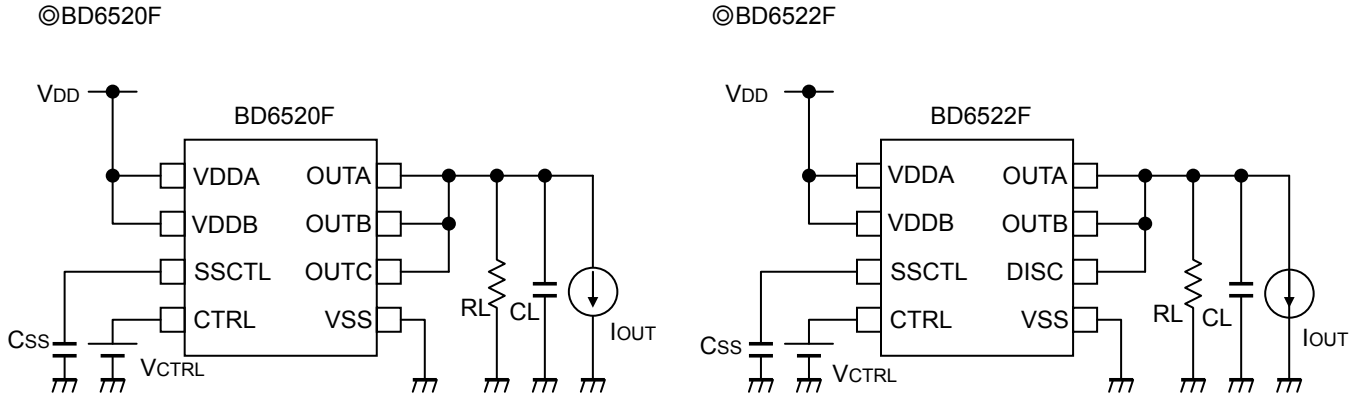 ◎BD6520F
VDD
BD6520F
VDDA OUTA
VDDB OUTB
SSCTL OUTC
CTRL VSS
CSS
VCTRL
RL
CL
IOUT
◎BD6522F
VDD
BD6522F
VDDA OUTA
VDDB OUTB
SSCTL DISC
CTRL VSS
CSS
VCTRL
RL
CL
IOUT